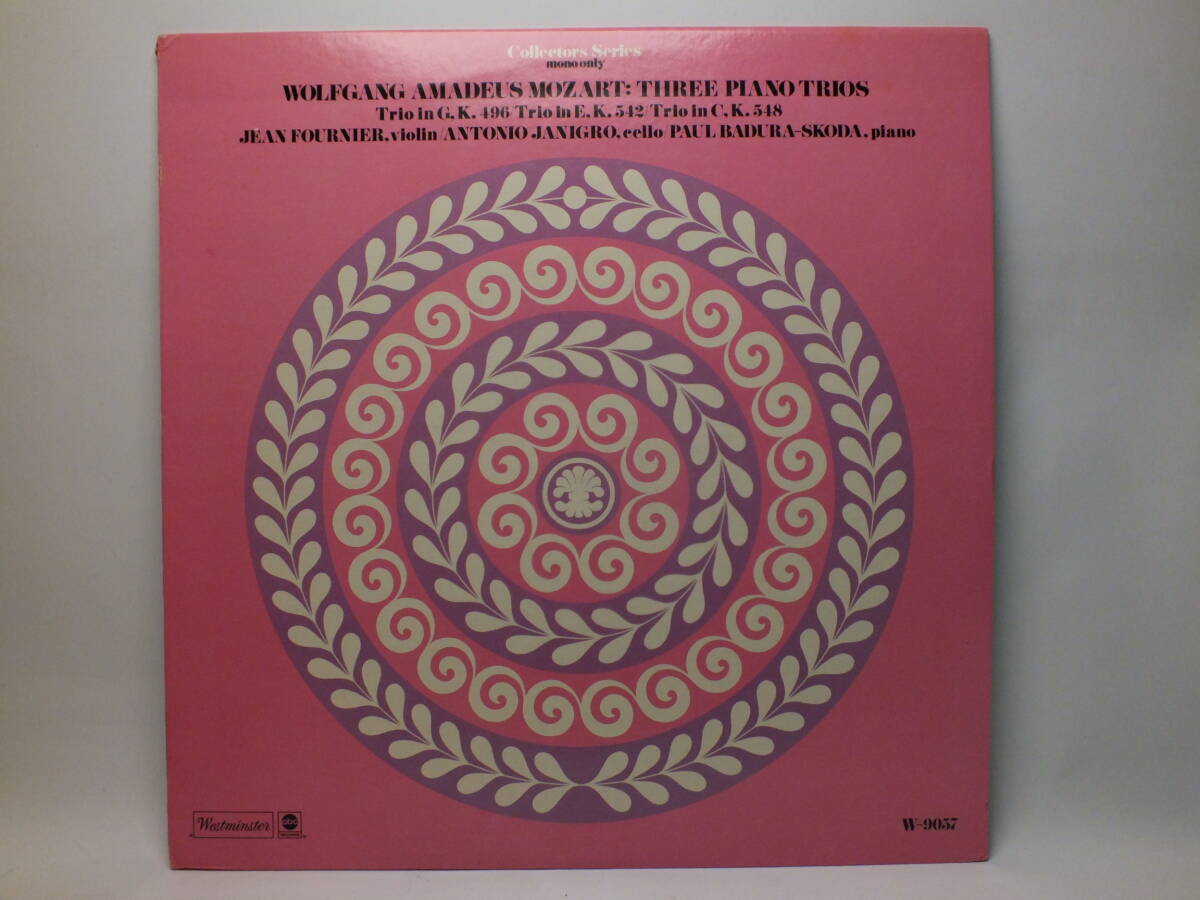 Collectors Series
mono only
WOLFGANG AMADEUS MOZART: THREE PIANO TRIOS
Trio in G, K. 496/Trio in E, K. 542/Trio in C, K. 548
JEAN FOURNIER, violin/ANTONIO JANIGRO, cello/PAUL BADURA-SKODA, piano
Westminster
abc
W-9057